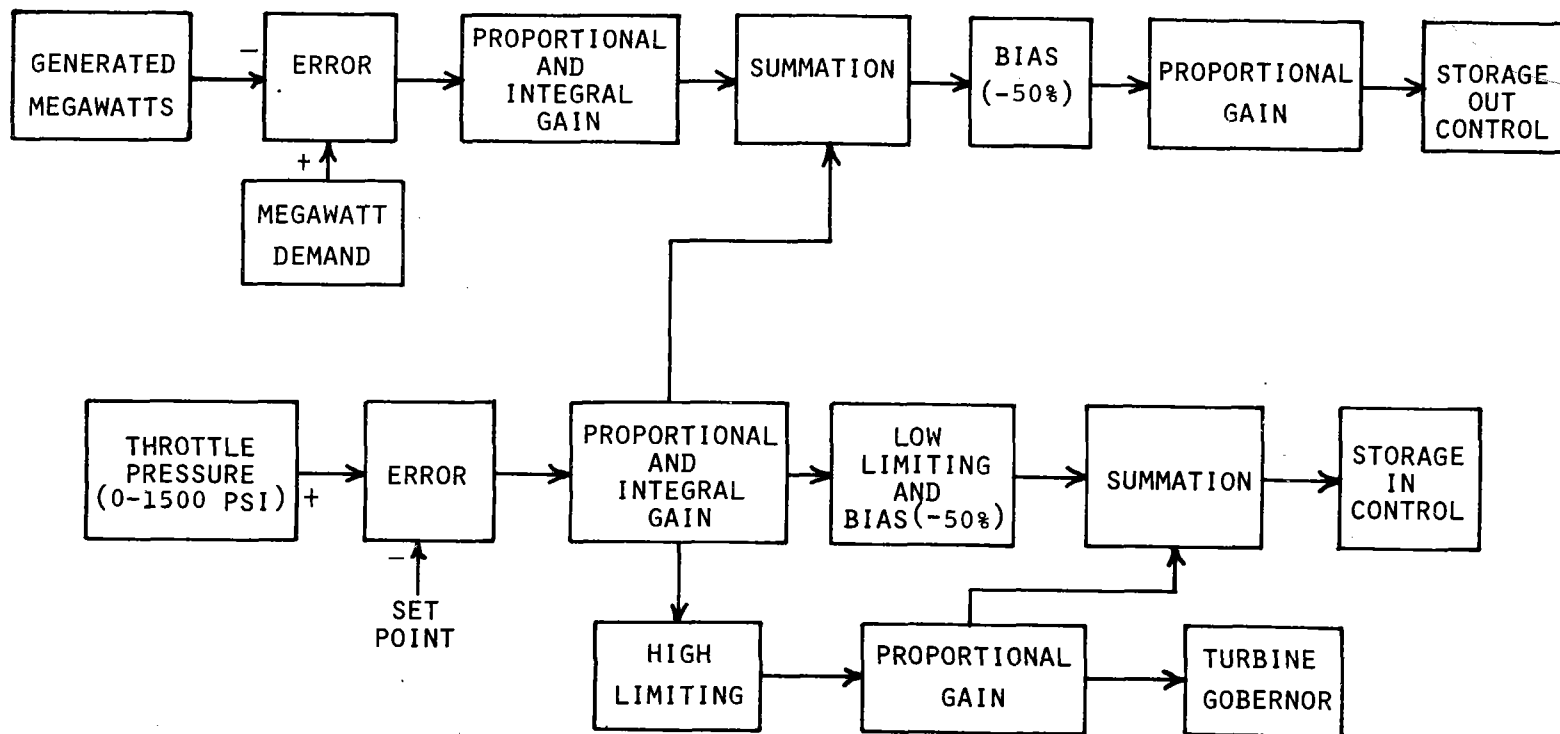 GENERATED
MEGAWATTS
−
ERROR
+
MEGAWATT
DEMAND
PROPORTIONAL
AND
INTEGRAL
GAIN
SUMMATION
BIAS
(-50%)
PROPORTIONAL
GAIN
STORAGE
OUT
CONTROL
THROTTLE
PRESSURE
(0-1500 PSI)
+
ERROR
−
SET
POINT
PROPORTIONAL
AND
INTEGRAL
GAIN
LOW
LIMITING
AND
BIAS(-50%)
SUMMATION
STORAGE
IN
CONTROL
HIGH
LIMITING
PROPORTIONAL
GAIN
TURBINE
GOBERNOR